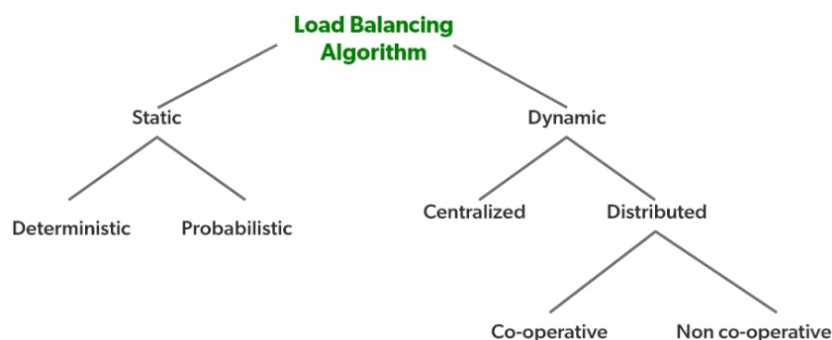 Load Balancing
Algorithm
Static
Dynamic
Deterministic
Probabilistic
Centralized
Distributed
Co-operative
Non co-operative